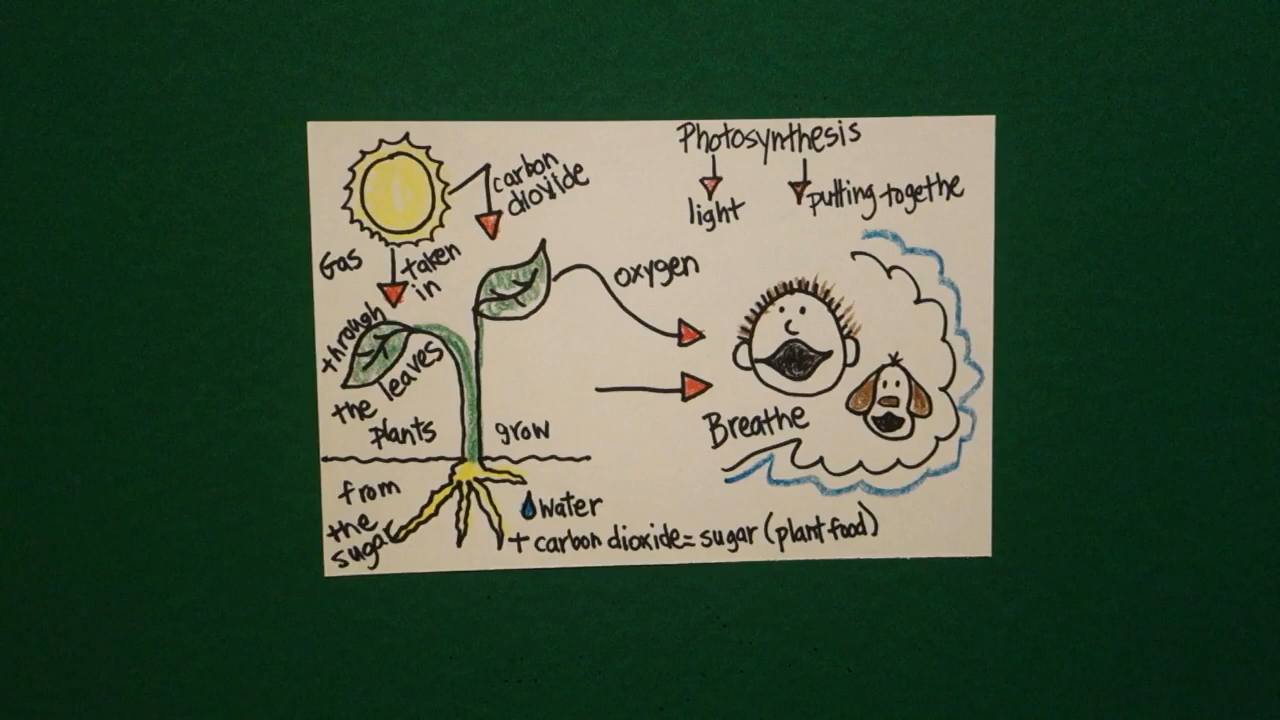 Photosynthesis
light
putting togethe
carbon
dioxide
Gas
taken
in
through
the leaves
plants
grow
from
the
sugar
oxygen
Breathe
water
+ carbon dioxide = sugar (plant food)